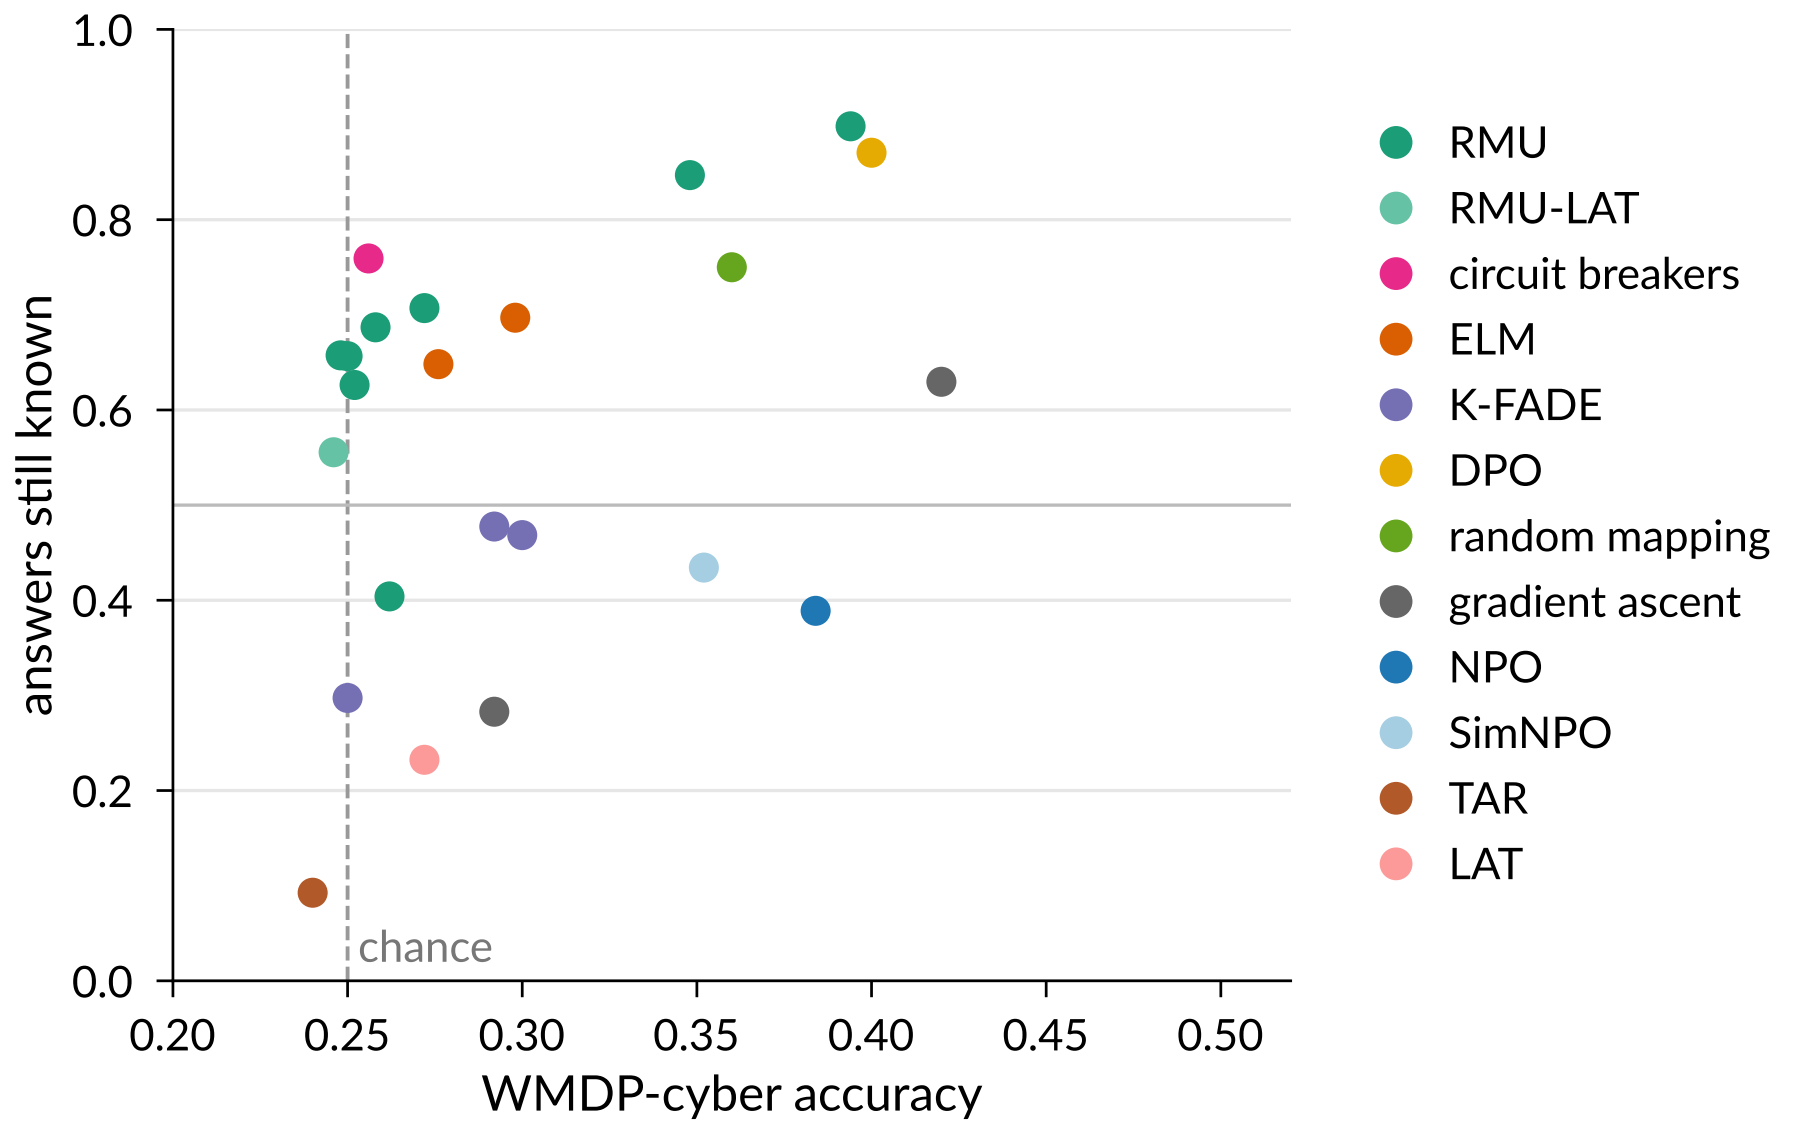 1.0
0.8
0.6
0.4
0.2
0.0
answers still known
chance
0.20 0.25 0.30 0.35 0.40 0.45 0.50
WMDP-cyber accuracy
RMU
RMU-LAT
circuit breakers
ELM
K-FADE
DPO
random mapping
gradient ascent
NPO
SimNPO
TAR
LAT